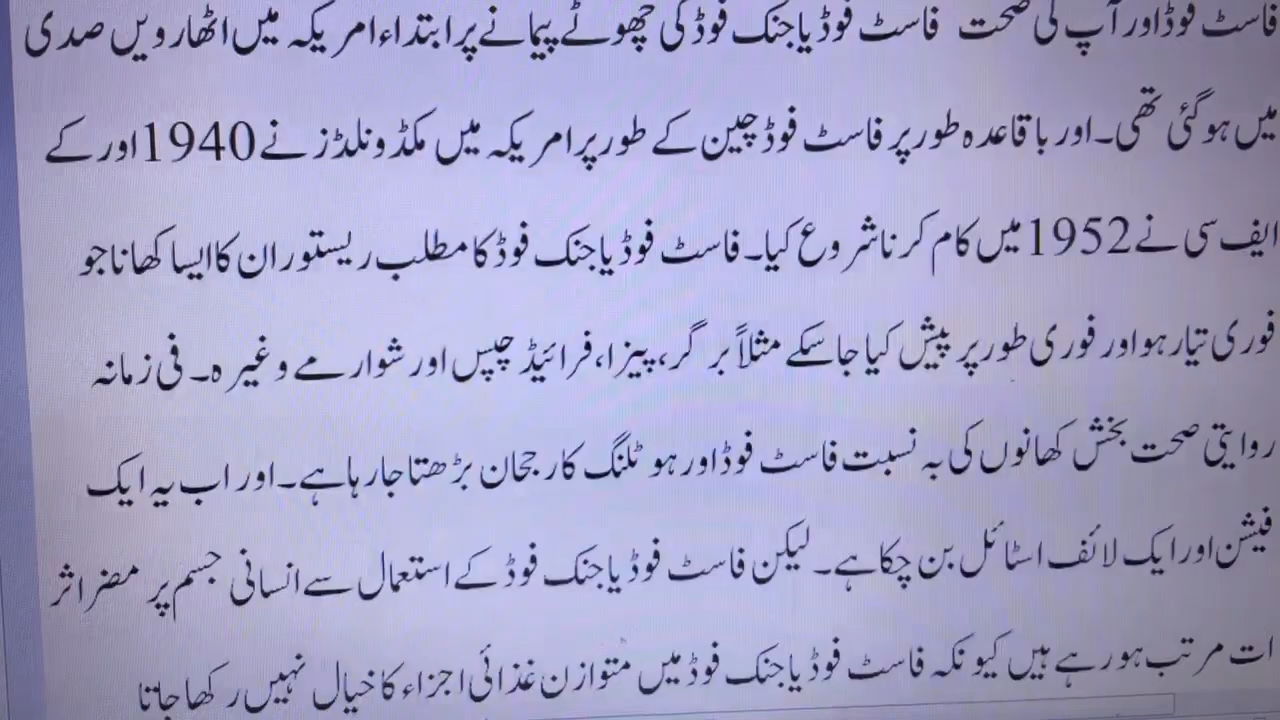 فاسٹ فوڈ اور آپ کی صحت فاسٹ فوڈ یا جنک فوڈ کی چھوٹے پیمانے پر ابتداء امریکہ میں اٹھارویں صدی
میں ہو گئی تھی۔ اور باقاعدہ طور پر فاسٹ فوڈ چین کے طور پر امریکہ میں مکڈونلڈز نے 1940 اور کے
ایف سی نے 1952 میں کام کرنا شروع کیا۔ فاسٹ فوڈ یا جنک فوڈ کا مطلب ریستوران کا ایسا کھانا جو
فوری تیار ہو اور فوری طور پر پیش کیا جا سکے مثلاً برگر، پیزا، فرائیڈ چپس اور شوارمے وغیرہ۔ فی زمانہ
روایتی صحت بخش کھانوں کی بہ نسبت فاسٹ فوڈ اور ہوٹلنگ کا رجحان بڑھتا جا رہا ہے۔ اور اب یہ ایک
فیشن اور ایک لائف اسٹائل بن چکا ہے۔ لیکن فاسٹ فوڈ یا جنک فوڈ کے استعمال سے انسانی جسم پر مضر اثر
ات مرتب ہو رہے ہیں کیونکہ فاسٹ فوڈ یا جنک فوڈ میں متوازن غذائی اجزاء کا خیال نہیں رکھا جاتا